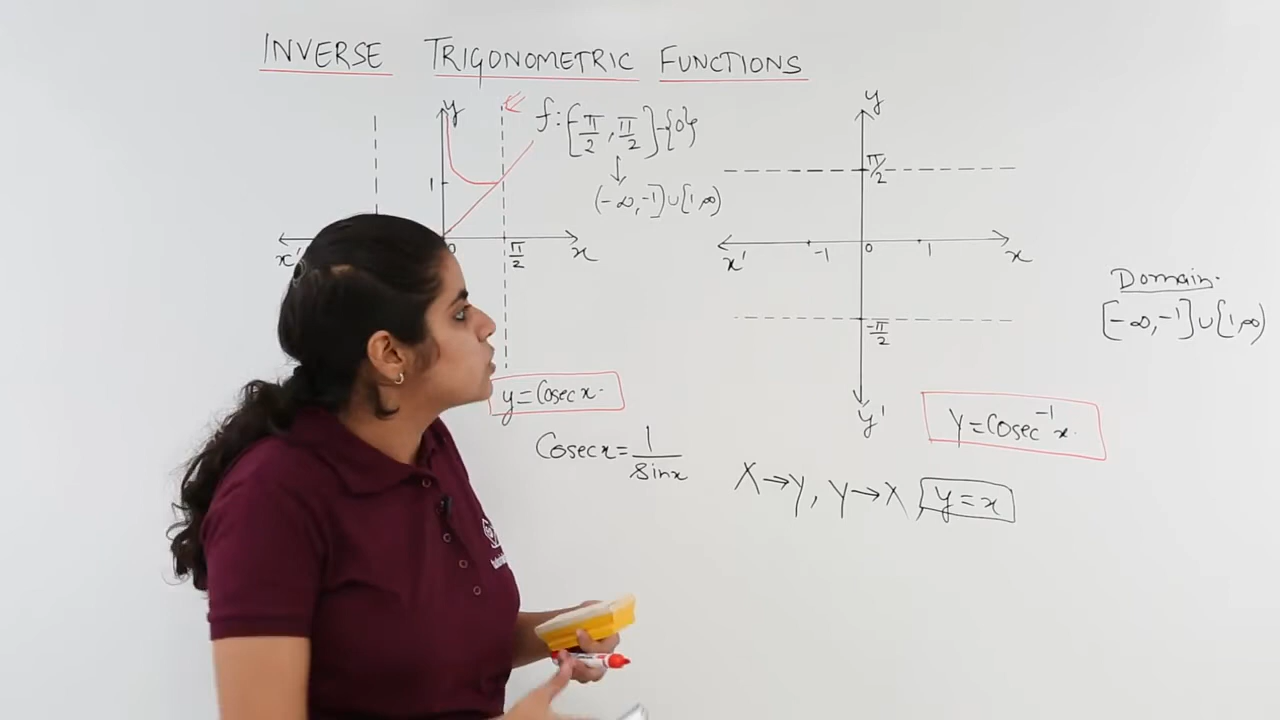 INVERSE TRIGONOMETRIC FUNCTIONS
y
f: [π/2, π/2] - {0}
↓
(-∞, -1] ∪ [1, ∞)
1
x' 0 π/2 x
y = Cosec x.
Cosec x = 1/Sin x
y
π/2
x' -1 0 1 x
-π/2
y'
Domain.
[-∞, -1] ∪ [1, ∞)
y = Cosec⁻¹ x.
X → Y, Y → X, y = x